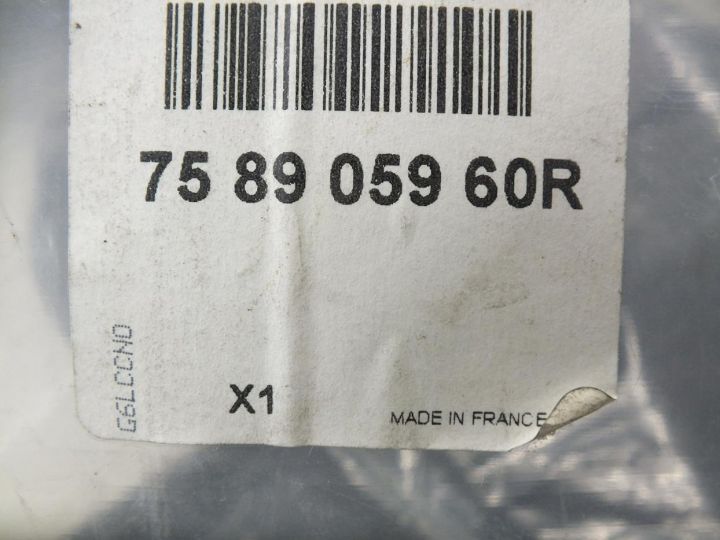 75 89 059 60R
G6LCCNO
X1
MADE IN FRANCE